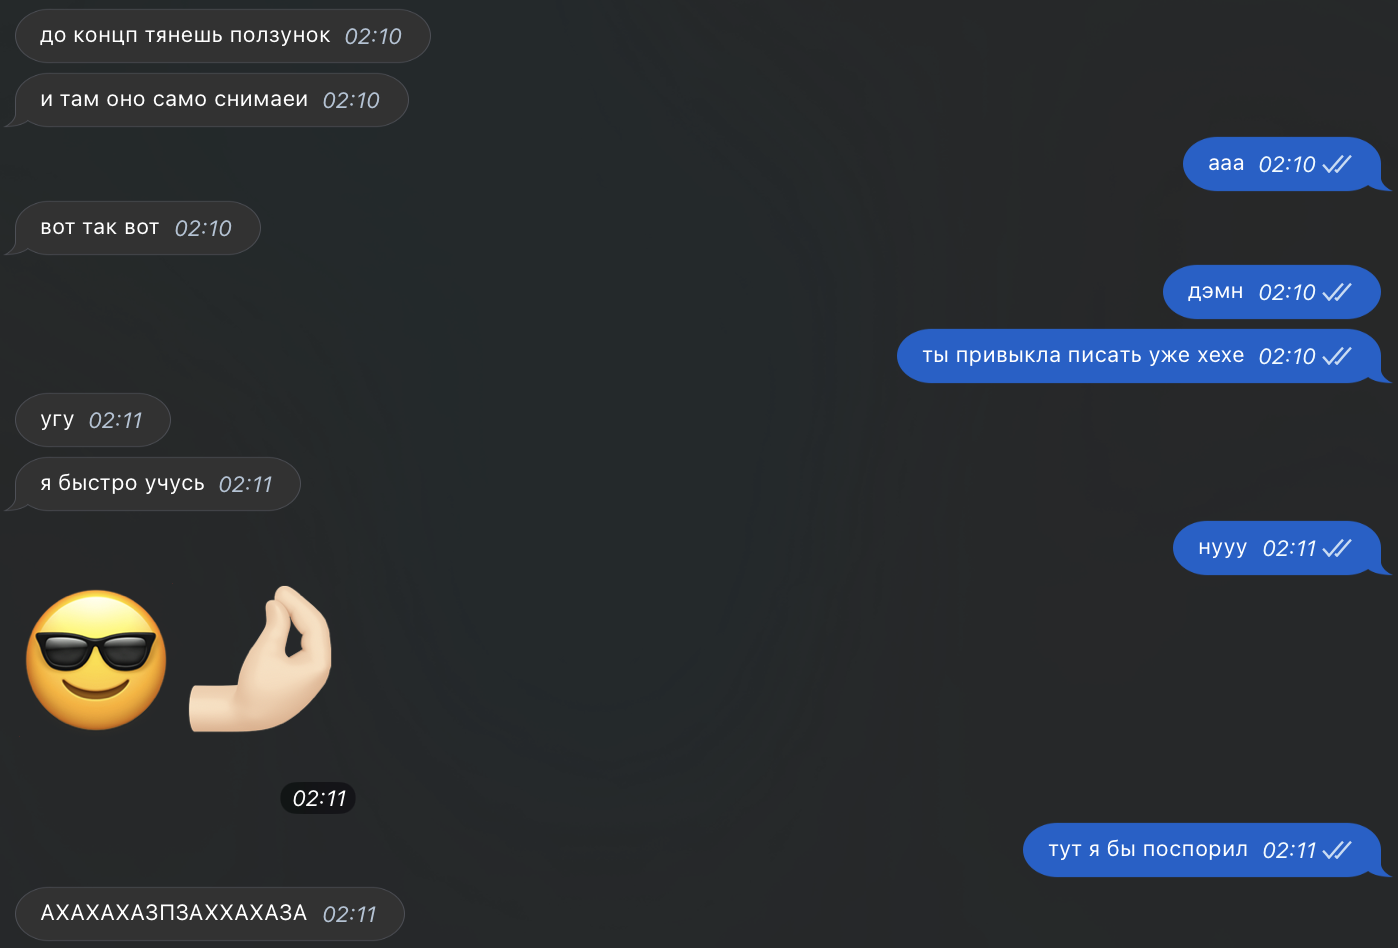 до концп тянешь ползунок 02:10
и там оно само снимаеи 02:10
ааа 02:10
вот так вот 02:10
дэмн 02:10
ты привыкла писать уже хехе 02:10
угу 02:11
я быстро учусь 02:11
нууу 02:11
02:11
тут я бы поспорил 02:11
АХАХАХАЗПЗАХХАХАЗА 02:11